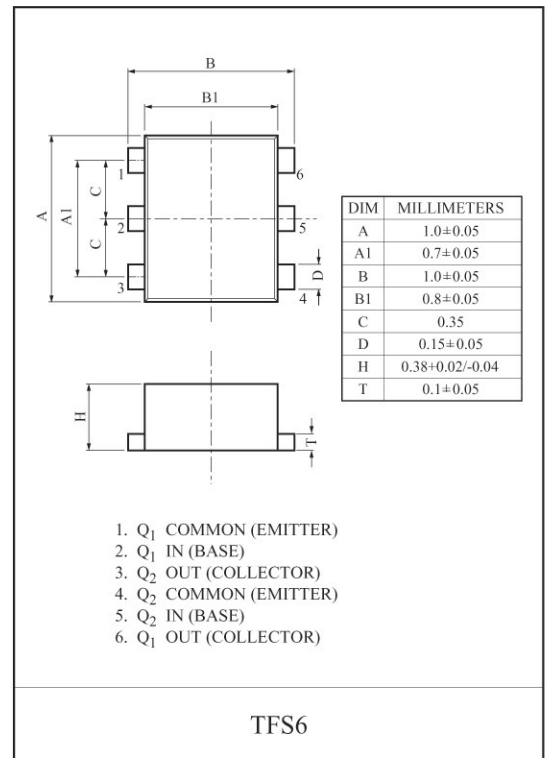 B
B1
A
A1
C
C
D
1
2
3
6
5
4
DIM MILLIMETERS
A 1.0±0.05
A1 0.7±0.05
B 1.0±0.05
B1 0.8±0.05
C 0.35
D 0.15±0.05
H 0.38+0.02/-0.04
T 0.1±0.05
H
T
1. Q1 COMMON (EMITTER)
2. Q1 IN (BASE)
3. Q2 OUT (COLLECTOR)
4. Q2 COMMON (EMITTER)
5. Q2 IN (BASE)
6. Q1 OUT (COLLECTOR)
TFS6